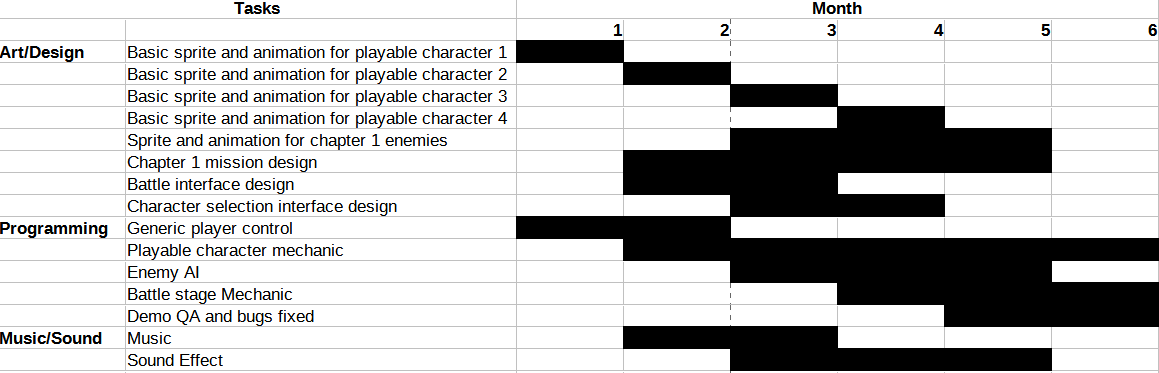 Tasks Month
1 2 3 4 5 6
Art/Design Basic sprite and animation for playable character 1
Basic sprite and animation for playable character 2
Basic sprite and animation for playable character 3
Basic sprite and animation for playable character 4
Sprite and animation for chapter 1 enemies
Chapter 1 mission design
Battle interface design
Character selection interface design
Programming Generic player control
Playable character mechanic
Enemy AI
Battle stage Mechanic
Demo QA and bugs fixed
Music/Sound Music
Sound Effect